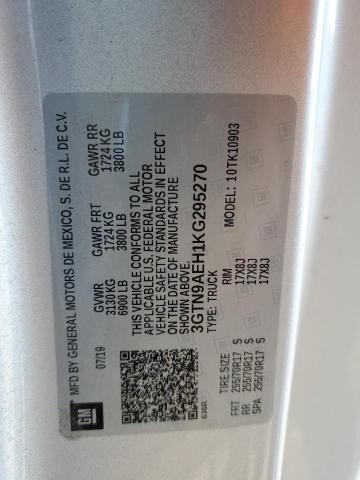 GM
MFD BY GENERAL MOTORS DE MEXICO, S. DE R.L. DE C.V.
07/19
GVWR
3130 KG
6900 LB
GAWR FRT
1724 KG
3800 LB
GAWR RR
1724 KG
3800 LB
THIS VEHICLE CONFORMS TO ALL
APPLICABLE U.S. FEDERAL MOTOR
VEHICLE SAFETY STANDARDS IN EFFECT
ON THE DATE OF MANUFACTURE
SHOWN ABOVE.
3GTN9AEH1KG295270
TYPE: TRUCK
MODEL: 10TK10903
63GR
TIRE SIZE
RIM
FRT 255/70R17 S 17X8J
RR 255/70R17 S 17X8J
SPA 255/70R17 S 17X8J